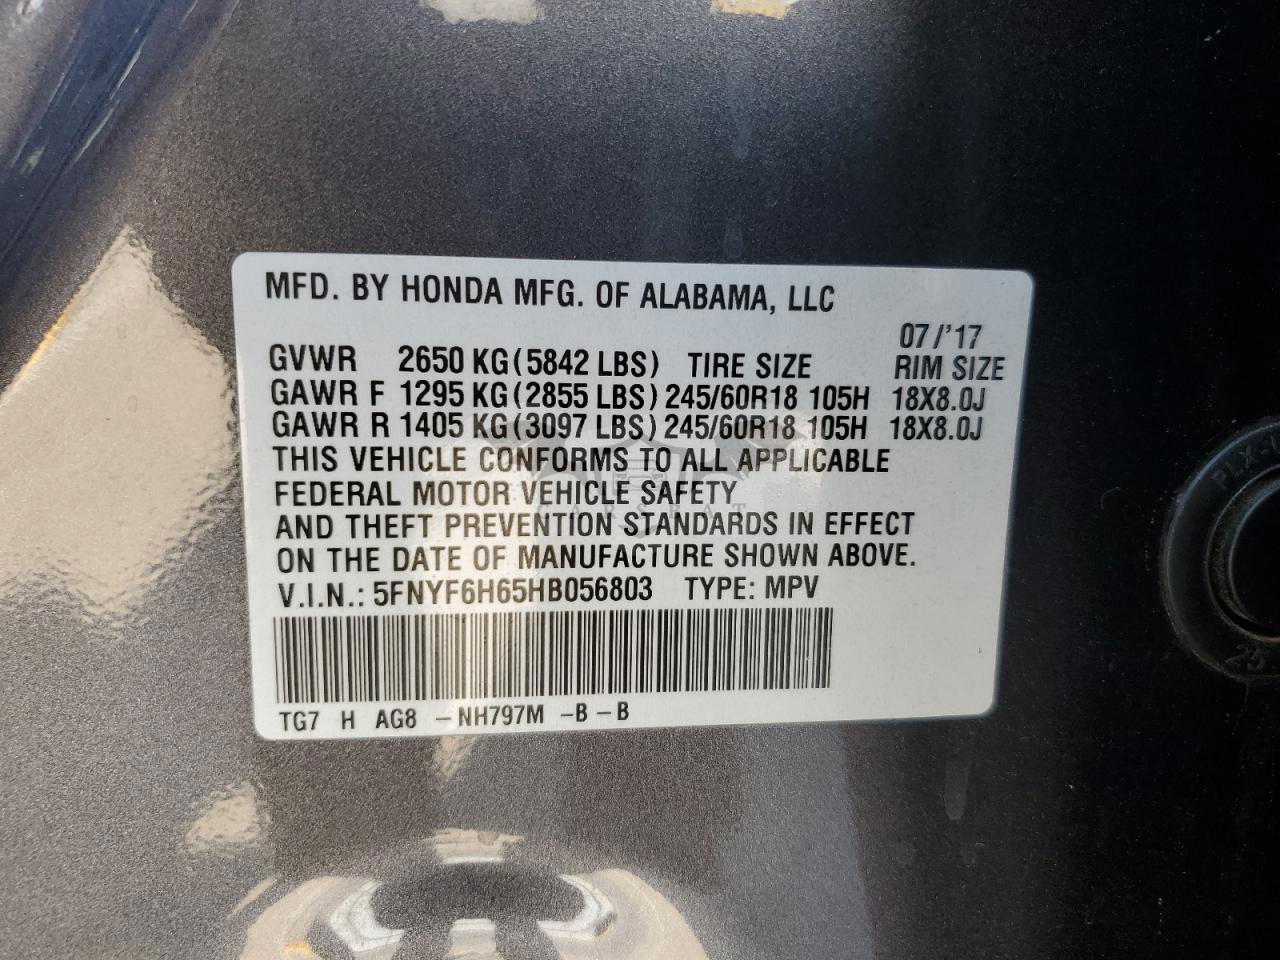 MFD. BY HONDA MFG. OF ALABAMA, LLC
07/'17
GVWR 2650 KG(5842 LBS) TIRE SIZE RIM SIZE
GAWR F 1295 KG(2855 LBS) 245/60R18 105H 18X8.0J
GAWR R 1405 KG(3097 LBS) 245/60R18 105H 18X8.0J
THIS VEHICLE CONFORMS TO ALL APPLICABLE
FEDERAL MOTOR VEHICLE SAFETY
AND THEFT PREVENTION STANDARDS IN EFFECT
ON THE DATE OF MANUFACTURE SHOWN ABOVE.
V.I.N.: 5FNYF6H65HB056803 TYPE: MPV
TG7 H AG8 -NH797M -B-B
25